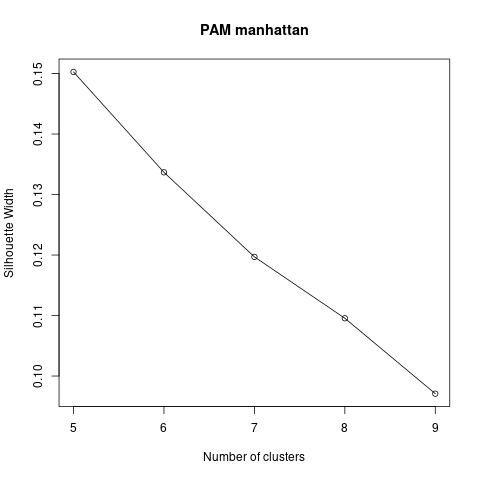 PAM manhattan
Silhouette Width
0.15
0.14
0.13
0.12
0.11
0.10
5 6 7 8 9
Number of clusters